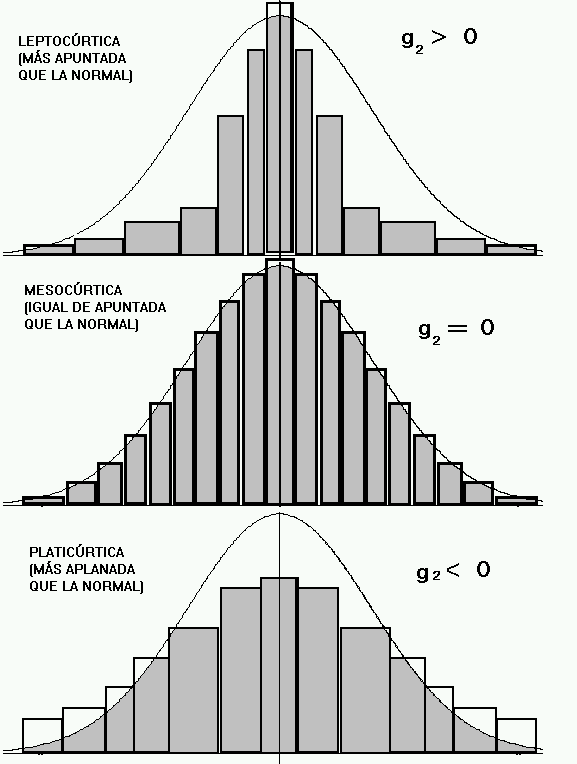 LEPTOCÚRTICA
(MÁS APUNTADA
QUE LA NORMAL)
g₂ > 0
MESOCÚRTICA
(IGUAL DE APUNTADA
QUE LA NORMAL)
g₂ = 0
PLATICÚRTICA
(MÁS APLANADA
QUE LA NORMAL)
g₂ < 0